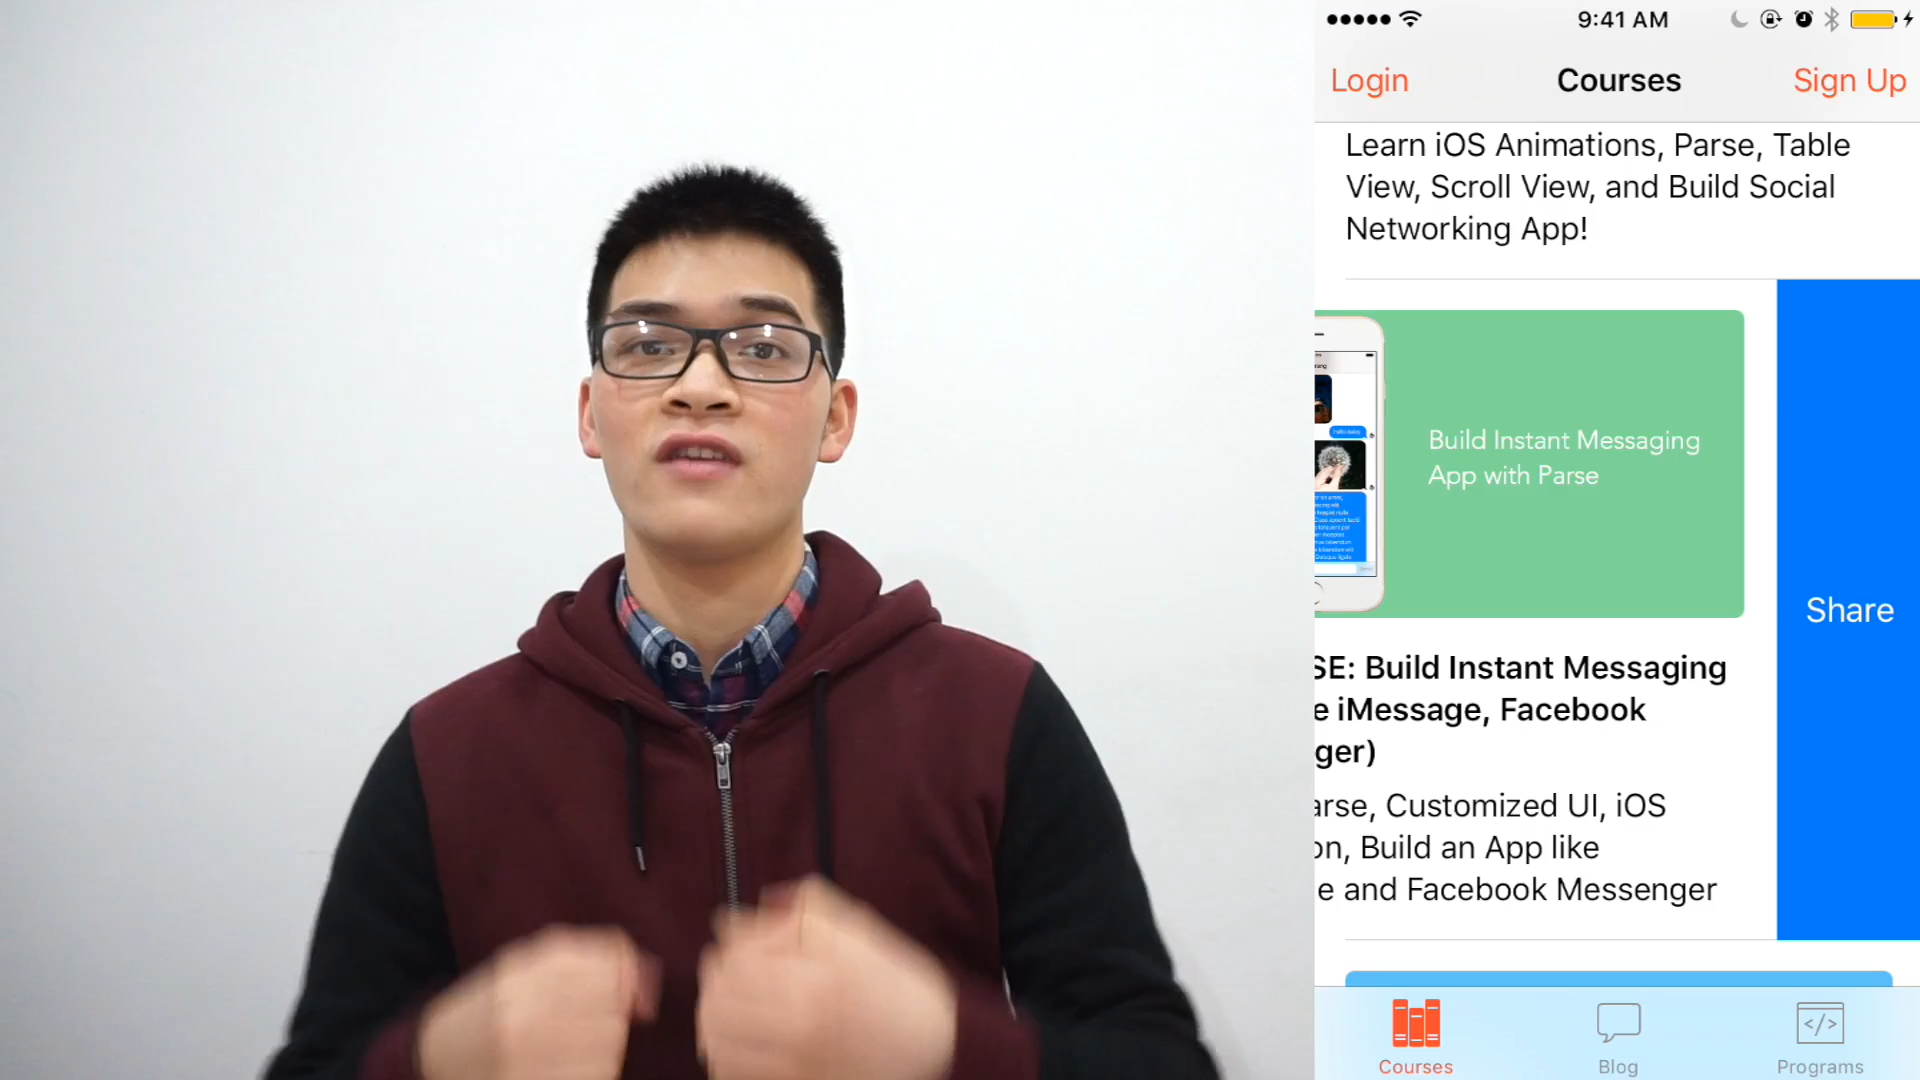 9:41 AM
Login
Courses
Sign Up
Learn iOS Animations, Parse, Table
View, Scroll View, and Build Social
Networking App!
Build Instant Messaging
App with Parse
Share
SE: Build Instant Messaging
e iMessage, Facebook
ger)
arse, Customized UI, iOS
on, Build an App like
e and Facebook Messenger
Courses
Blog
</>
Programs